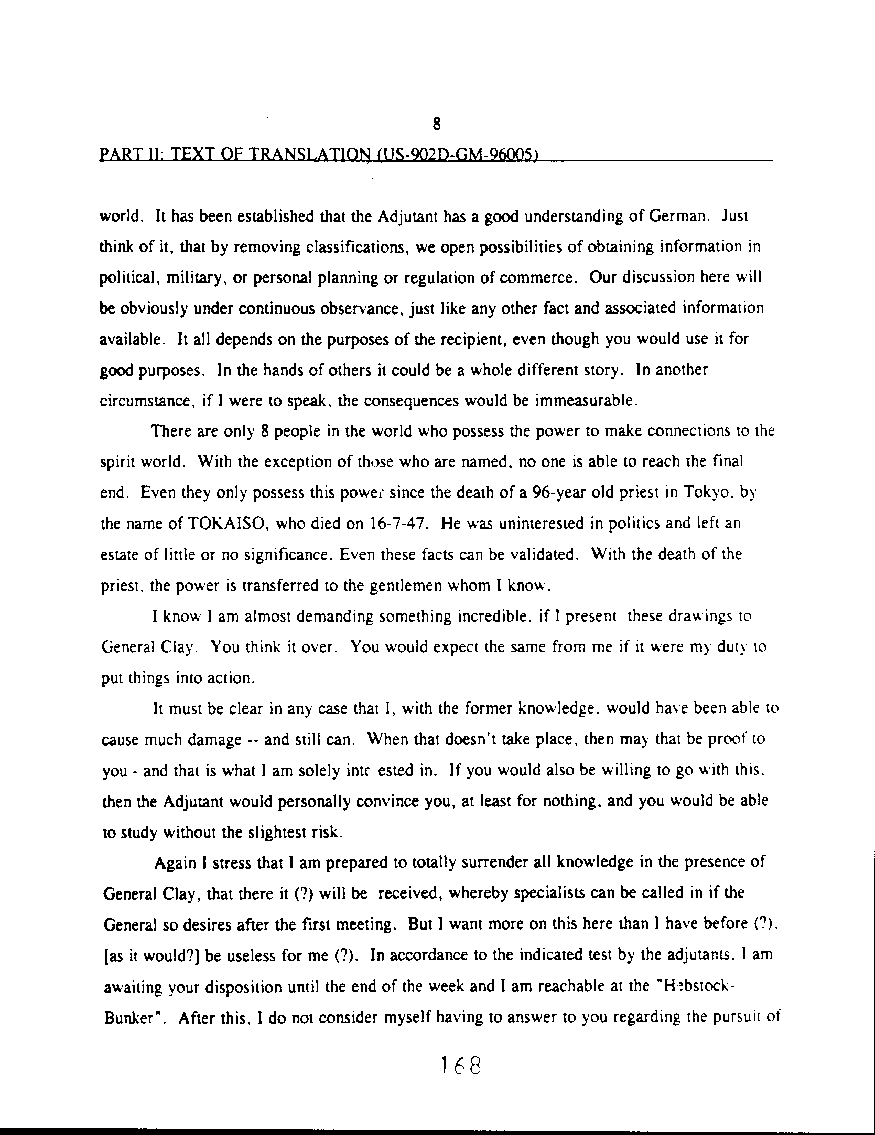 8
PART II: TEXT OF TRANSLATION (US-902D-GM-96005)
world. It has been established that the Adjutant has a good understanding of German. Just
think of it, that by removing classifications, we open possibilities of obtaining information in
political, military, or personal planning or regulation of commerce. Our discussion here will
be obviously under continuous observance, just like any other fact and associated information
available. It all depends on the purposes of the recipient, even though you would use it for
good purposes. In the hands of others it could be a whole different story. In another
circumstance, if I were to speak, the consequences would be immeasurable.
There are only 8 people in the world who possess the power to make connections to the
spirit world. With the exception of those who are named, no one is able to reach the final
end. Even they only possess this power since the death of a 96-year old priest in Tokyo, by
the name of TOKAISO, who died on 16-7-47. He was uninterested in politics and left an
estate of little or no significance. Even these facts can be validated. With the death of the
priest, the power is transferred to the gentlemen whom I know.
I know I am almost demanding something incredible, if I present these drawings to
General Clay. You think it over. You would expect the same from me if it were my duty to
put things into action.
It must be clear in any case that I, with the former knowledge, would have been able to
cause much damage -- and still can. When that doesn't take place, then may that be proof to
you - and that is what I am solely intr ested in. If you would also be willing to go with this,
then the Adjutant would personally convince you, at least for nothing, and you would be able
to study without the slightest risk.
Again I stress that I am prepared to totally surrender all knowledge in the presence of
General Clay, that there it (?) will be received, whereby specialists can be called in if the
General so desires after the first meeting. But I want more on this here than I have before (?),
[as it would?] be useless for me (?). In accordance to the indicated test by the adjutants, I am
awaiting your disposition until the end of the week and I am reachable at the
Bunker". After this, I do not consider myself having to answer to you regarding the pursuit of
168